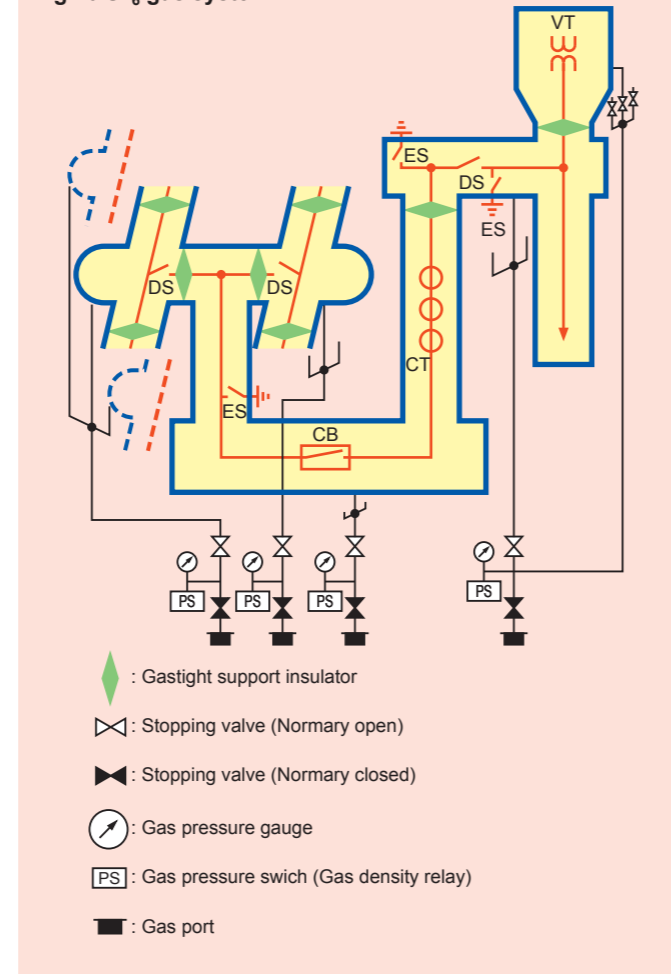 VT
ES
DS
ES
DS
DS
CT
ES
CB
PS
PS
PS
PS
: Gastight support insulator
: Stopping valve (Normary open)
: Stopping valve (Normary closed)
: Gas pressure gauge
PS : Gas pressure swich (Gas density relay)
: Gas port